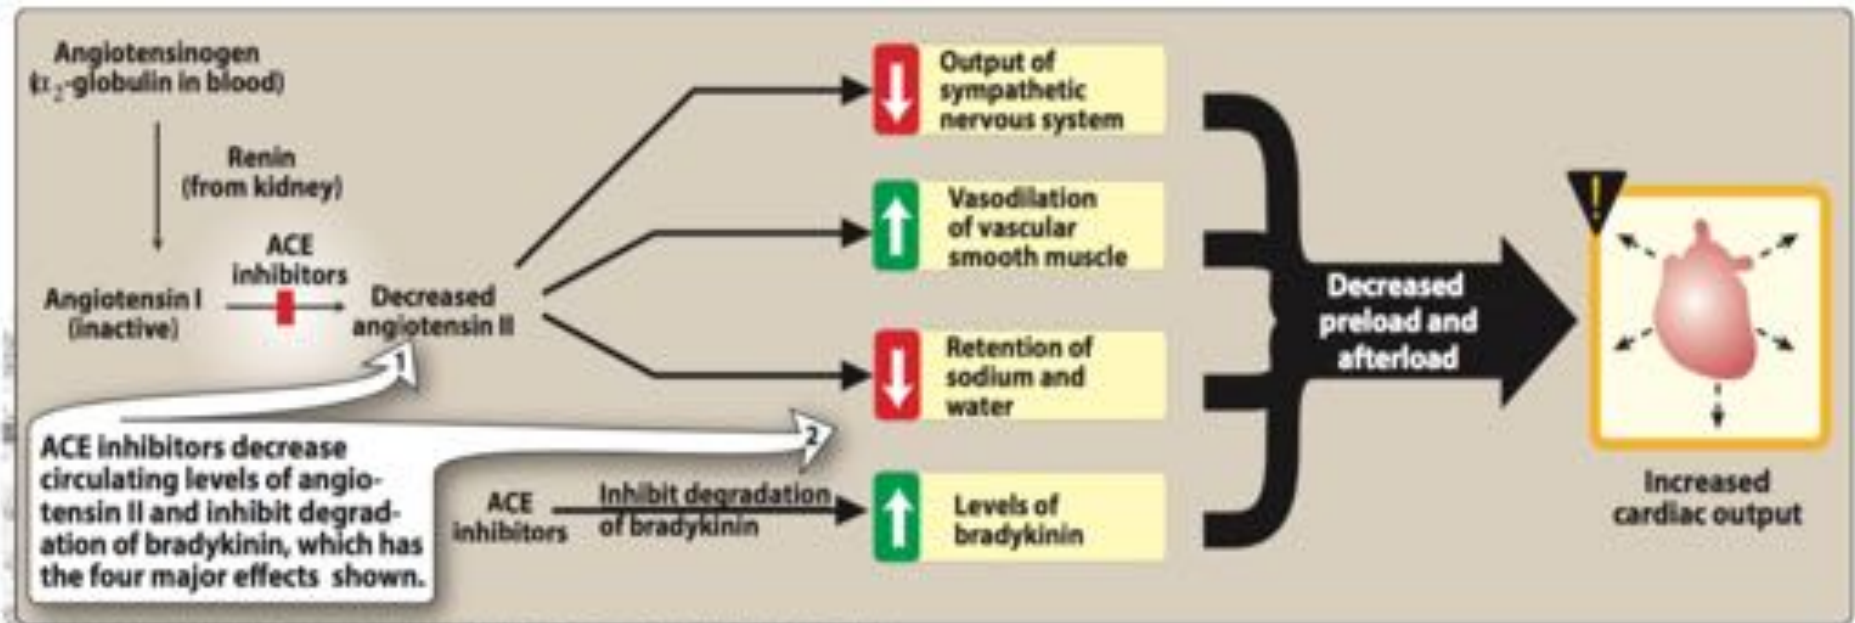 Angiotensinogen
(α₂-globulin in blood)
Renin
(from kidney)
ACE
inhibitors
Angiotensin I
(inactive)
Decreased
angiotensin II
1
2
ACE inhibitors decrease
circulating levels of angio-
tensin II and inhibit degrad-
ation of bradykinin, which has
the four major effects shown.
ACE
inhibitors
Inhibit degradation
of bradykinin
Output of
sympathetic
nervous system
Vasodilation
of vascular
smooth muscle
Retention of
sodium and
water
Levels of
bradykinin
Decreased
preload and
afterload
!
Increased
cardiac output